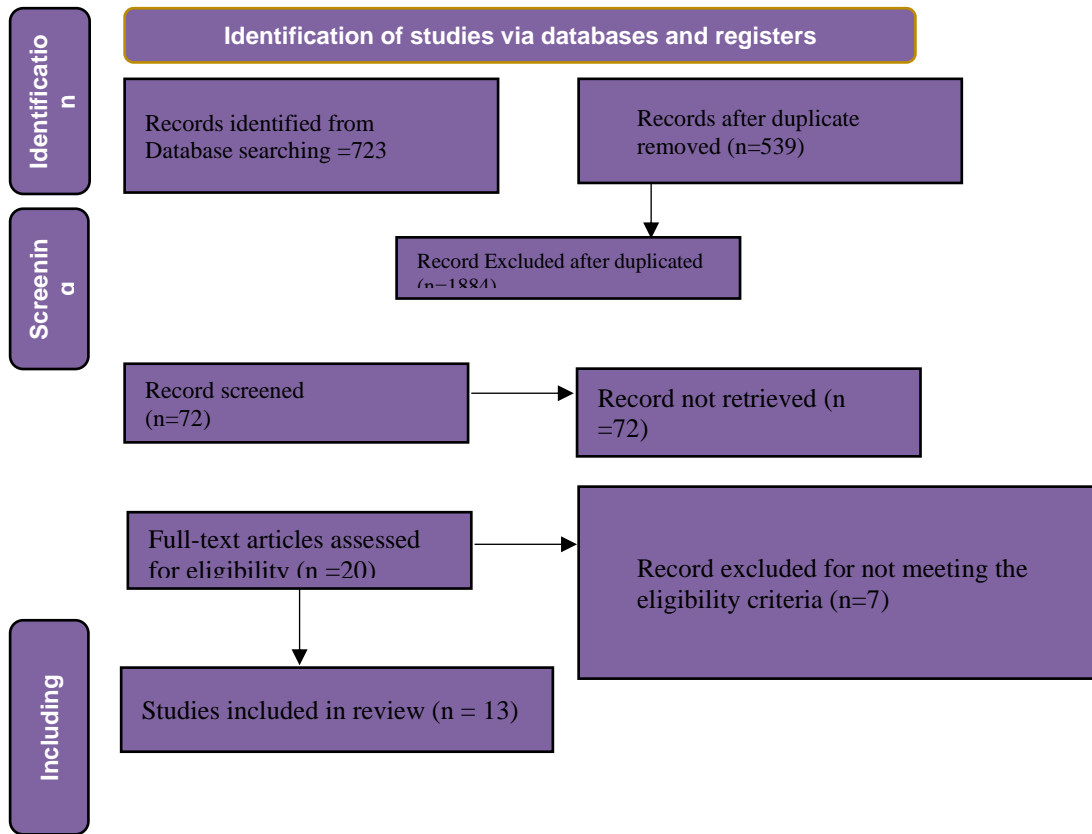 Identification of studies via databases and registers
Identificatio
n
Records identified from
Database searching =723
Records after duplicate
removed (n=539)
Screenin
g
Record Excluded after duplicated
(n=1884)
Record screened
(n=72)
Record not retrieved (n
=72)
Full-text articles assessed
for eligibility (n =20)
Record excluded for not meeting the
eligibility criteria (n=7)
Including
Studies included in review (n = 13)